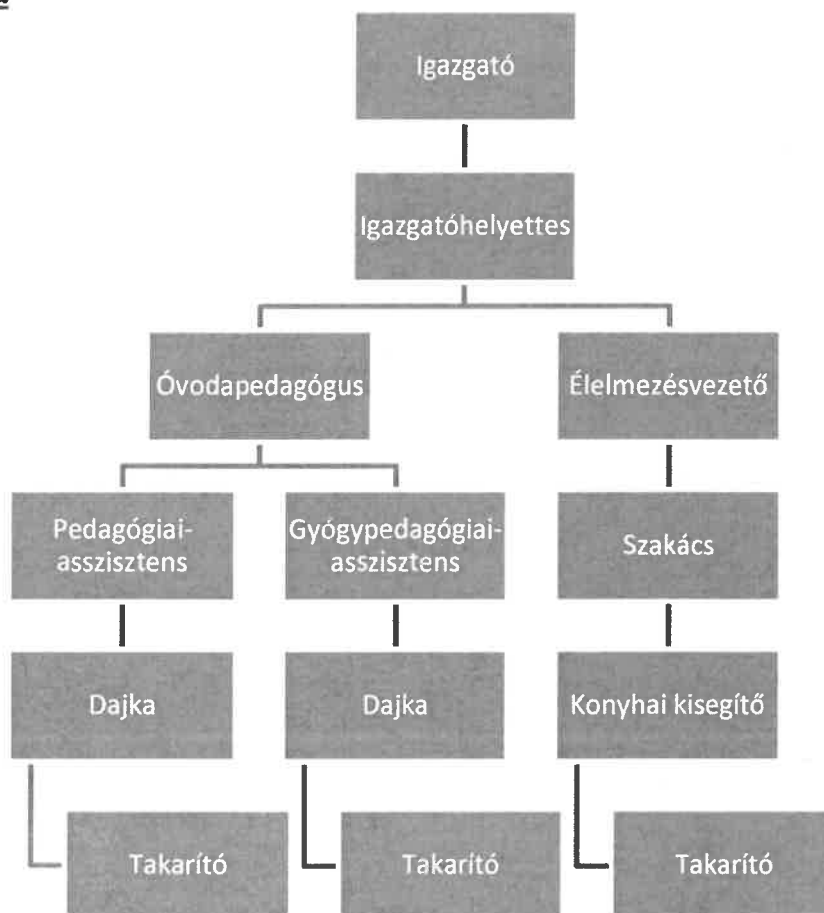 Igazgató
Igazgatóhelyettes
Óvodapedagógus
Élelmezésvezető
Pedagógiai-
asszisztens
Gyógypedagógiai-
asszisztens
Szakács
Dajka
Dajka
Konyhai kisegítő
Takarító
Takarító
Takarító